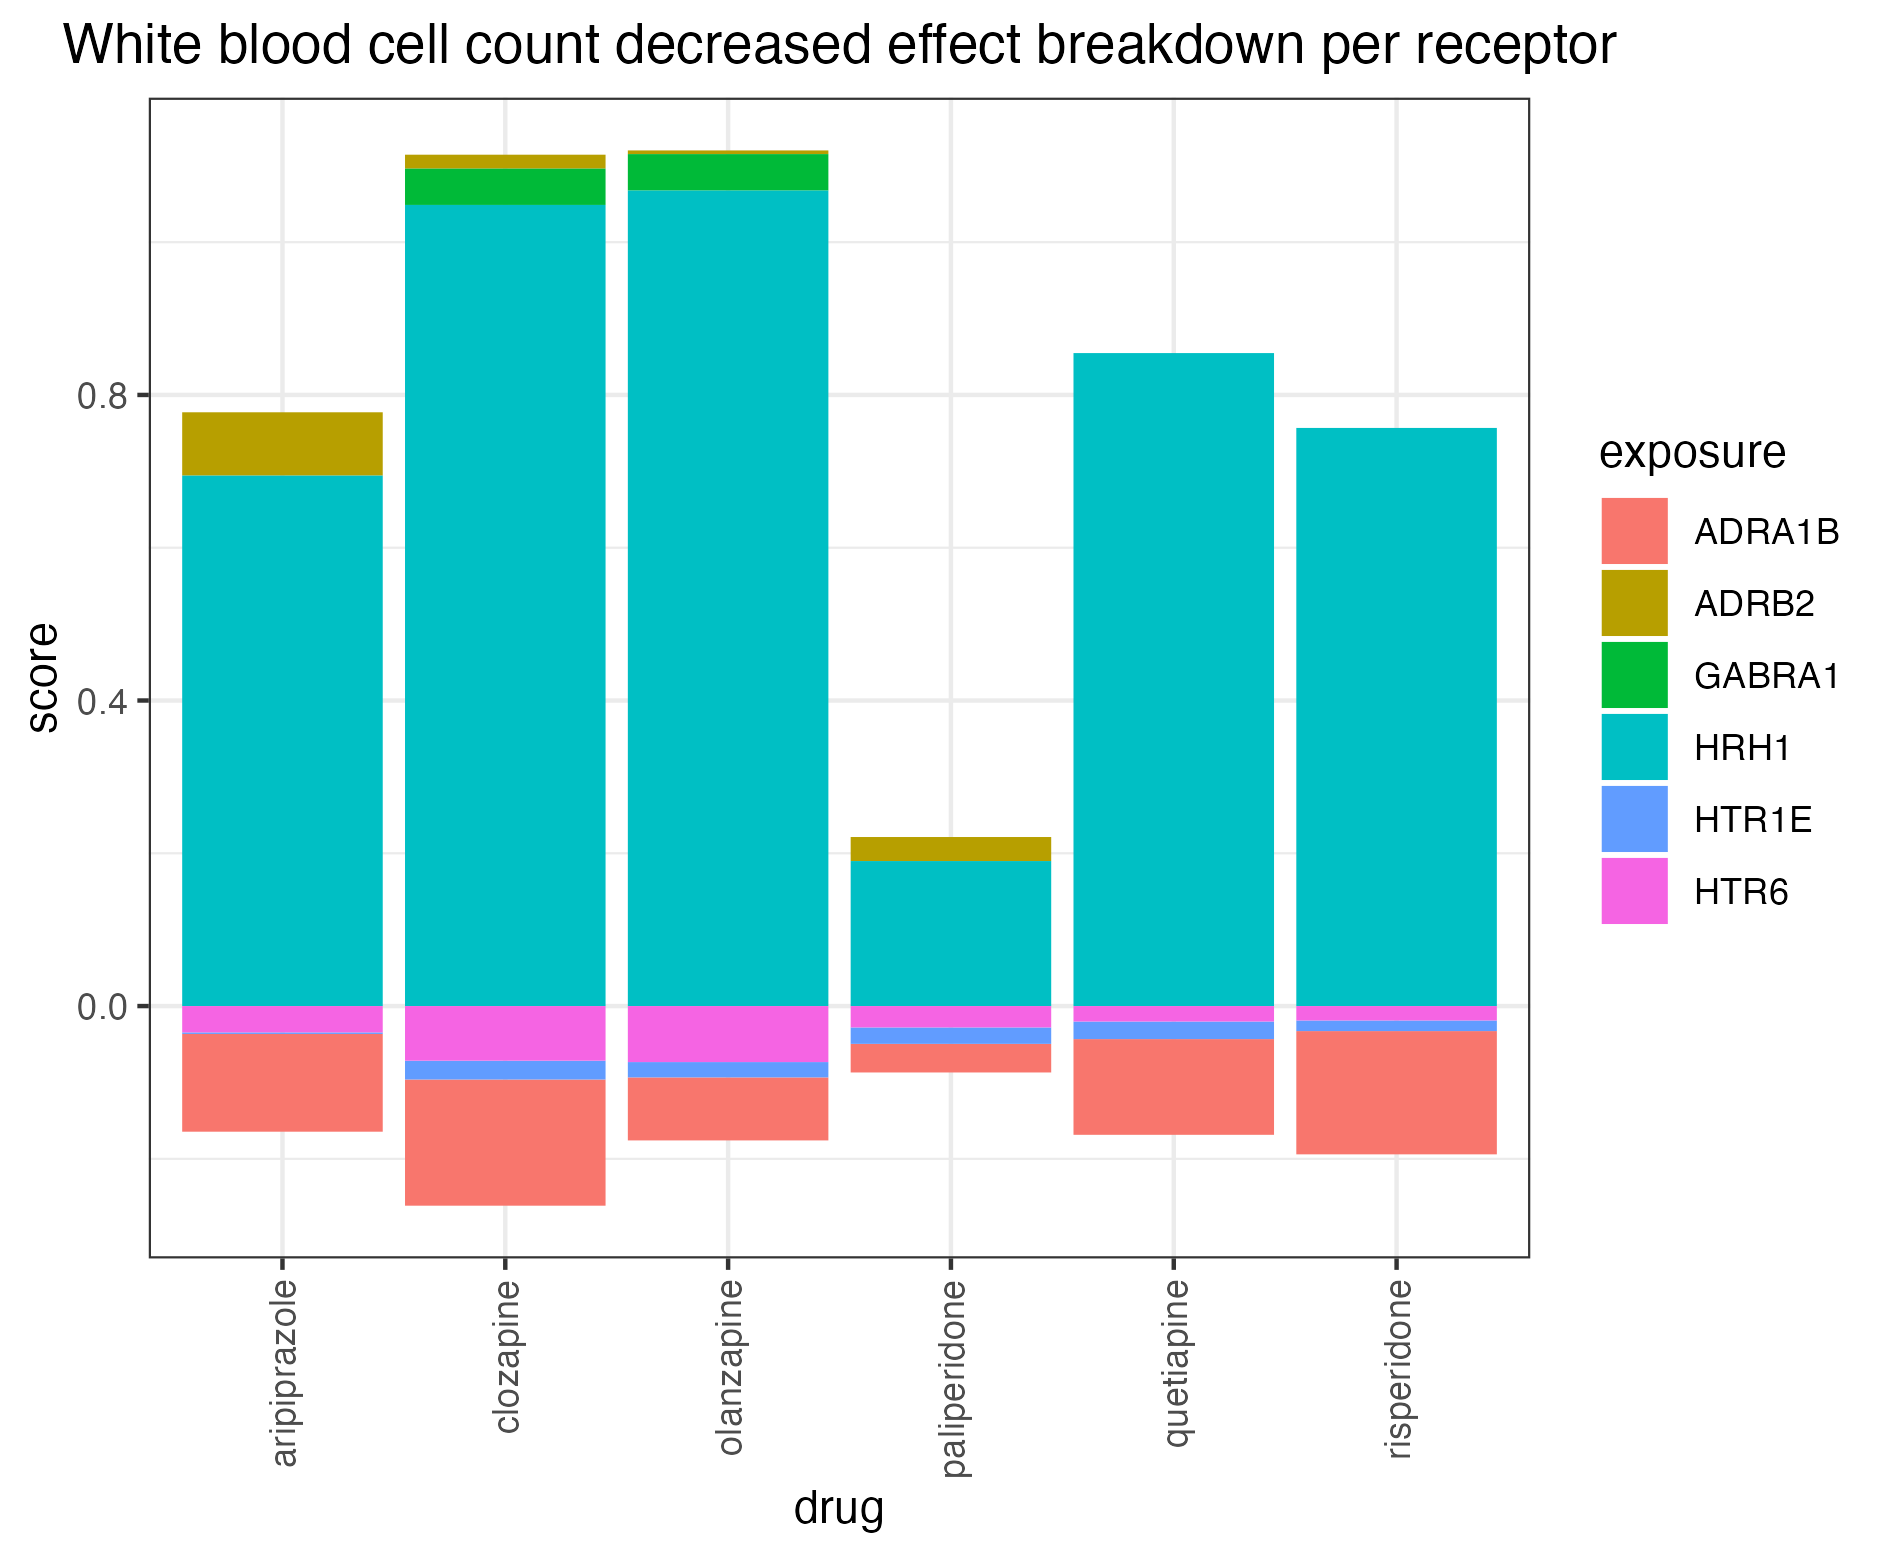 White blood cell count decreased effect breakdown per receptor
score
0.8
0.4
0.0
aripiprazole
clozapine
olanzapine
paliperidone
quetiapine
risperidone
drug
exposure
ADRA1B
ADRB2
GABRA1
HRH1
HTR1E
HTR6